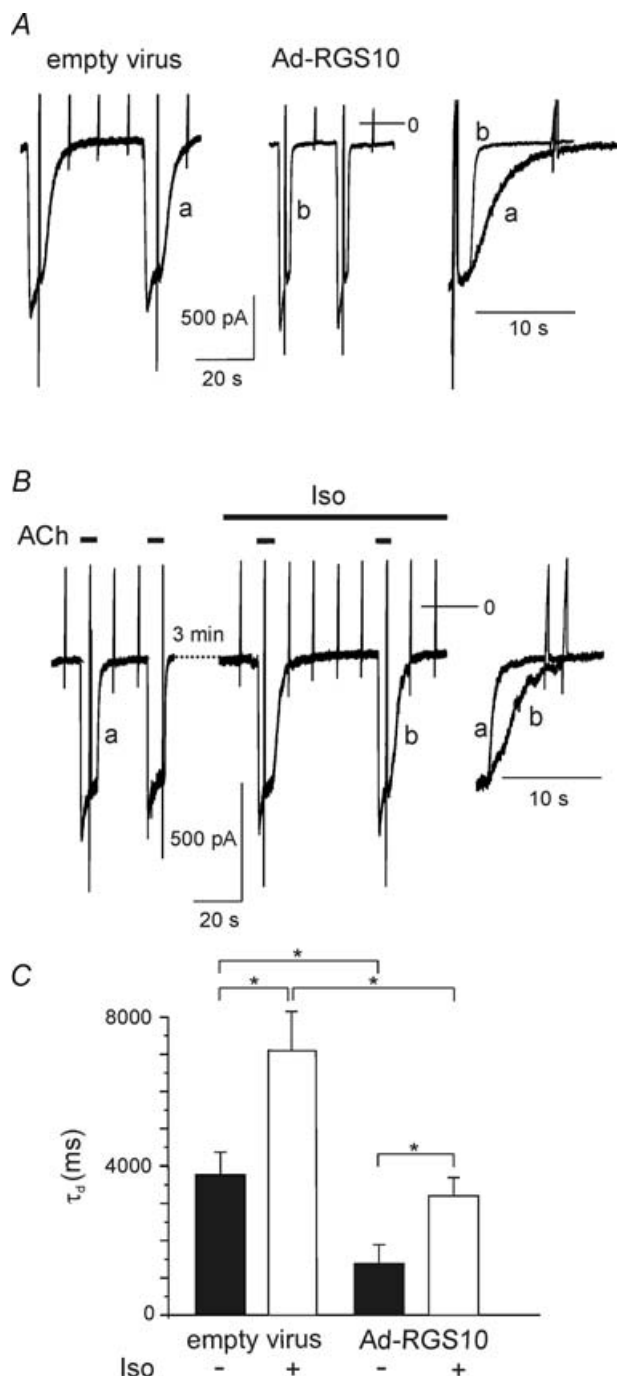 A
empty virus Ad-RGS10
0
b
a b a
500 pA
20 s 10 s
B
Iso
ACh
0
3 min
a b a b
500 pA 10 s
20 s
C
*
* *
8000
*
4000
τd (ms)
0
empty virus Ad-RGS10
Iso - + - +